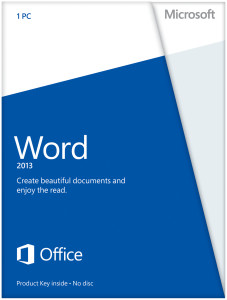 1 PC
Microsoft
Word
2013
Create beautiful documents and
enjoy the read.
Office
Product Key inside - No disc